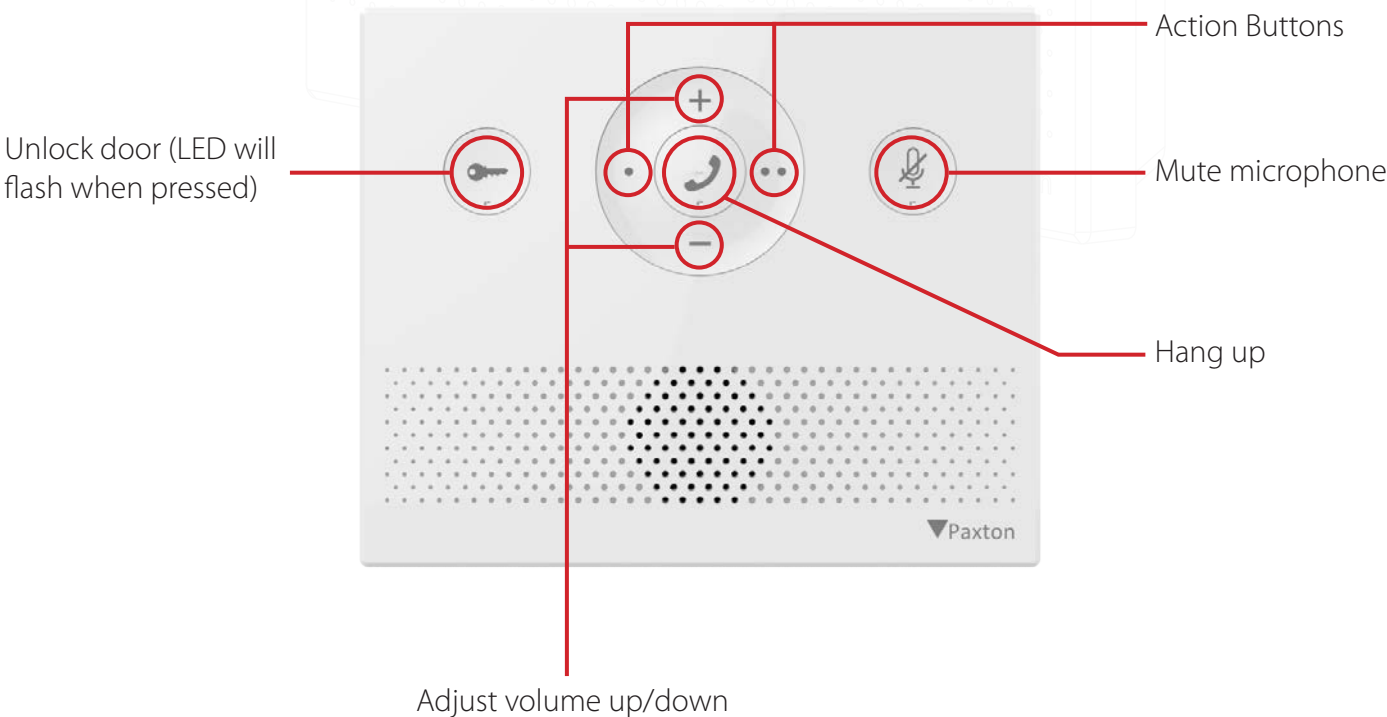 Action Buttons
Unlock door (LED will
flash when pressed)
Mute microphone
Hang up
Paxton
Adjust volume up/down